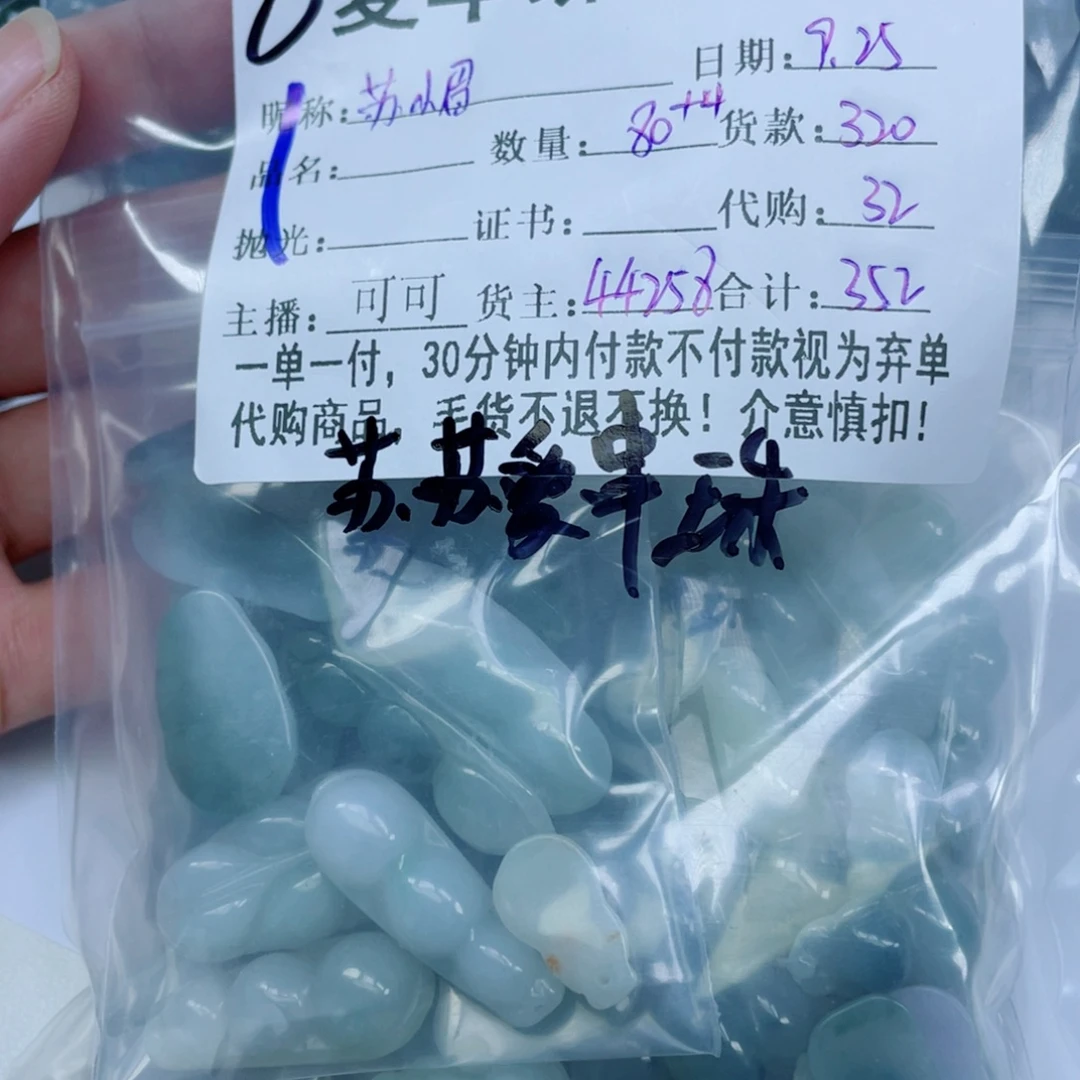 日期:9.25
昵称:苏小眉
数量:80+4 货款:320
品名:
代购:32
抛光: 证书:
主播:可可 货主:44258 合计:352
一单一付,30分钟内付款不付款视为弃单
代购商品,毛货不退不换!介意慎扣!
苏苏爱串珠